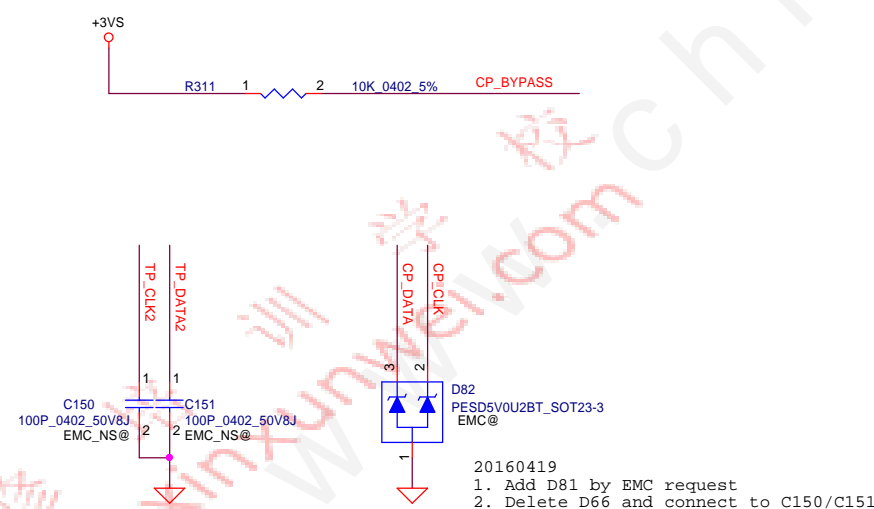 +3VS
R311 1 2 10K_0402_5% CP_BYPASS
TP_CLK2
TP_DATA2
CP_DATA
CP_CLK
3 2
1 1
C150 C151
100P_0402_50V8J 100P_0402_50V8J
EMC_NS@ 2 2 EMC_NS@
D82
PESD5V0U2BT_SOT23-3
EMC@
1
20160419
1. Add D81 by EMC request
2. Delete D66 and connect to C150/C151